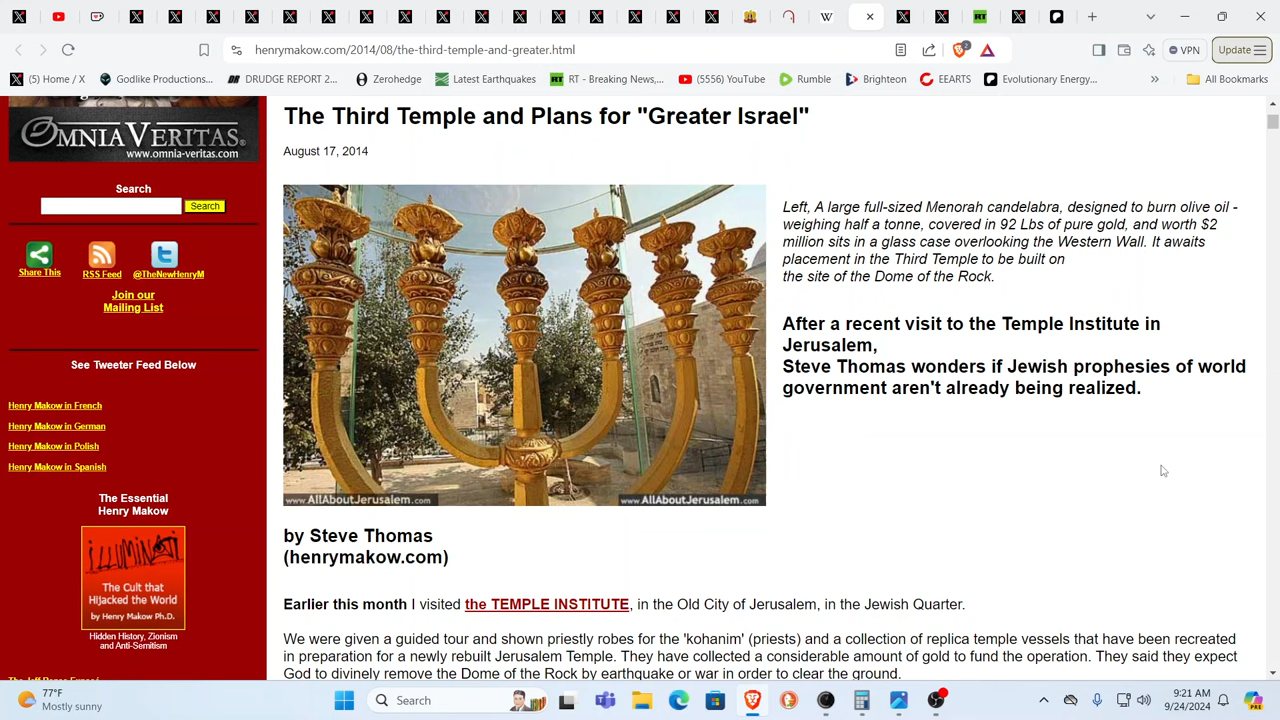 henrymakow.com/2014/08/the-third-temple-and-greater.html
2
VPN
Update
(5) Home / X
Godlike Productions...
DRUDGE REPORT 2...
Zerohedge
Latest Earthquakes
RT - Breaking News,...
(5556) YouTube
Rumble
Brighteon
EEARTS
Evolutionary Energy...
All Bookmarks
OMNIA VERITAS
www.omnia-veritas.com
Search
Search
Share This
RSS Feed
@TheNewHenryM
Join our
Mailing List
See Tweeter Feed Below
Henry Makow in French
Henry Makow in German
Henry Makow in Polish
Henry Makow in Spanish
The Essential
Henry Makow
ILLUMINATI
The Cult that
Hijacked the World
by Henry Makow Ph.D.
Hidden History, Zionism
and Anti-Semitism
The Third Temple and Plans for "Greater Israel"
August 17, 2014
www.AllAboutJerusalem.com
www.AllAboutJerusalem.com
Left, A large full-sized Menorah candelabra, designed to burn olive oil -
weighing half a tonne, covered in 92 Lbs of pure gold, and worth $2
million sits in a glass case overlooking the Western Wall. It awaits
placement in the Third Temple to be built on
the site of the Dome of the Rock.
After a recent visit to the Temple Institute in
Jerusalem,
Steve Thomas wonders if Jewish prophesies of world
government aren't already being realized.
by Steve Thomas
(henrymakow.com)
Earlier this month I visited the TEMPLE INSTITUTE, in the Old City of Jerusalem, in the Jewish Quarter.
We were given a guided tour and shown priestly robes for the 'kohanim' (priests) and a collection of replica temple vessels that have been recreated
in preparation for a newly rebuilt Jerusalem Temple. They have collected a considerable amount of gold to fund the operation. They said they expect
God to divinely remove the Dome of the Rock by earthquake or war in order to clear the ground.
77°F
Mostly sunny
Search
9:21 AM
9/24/2024